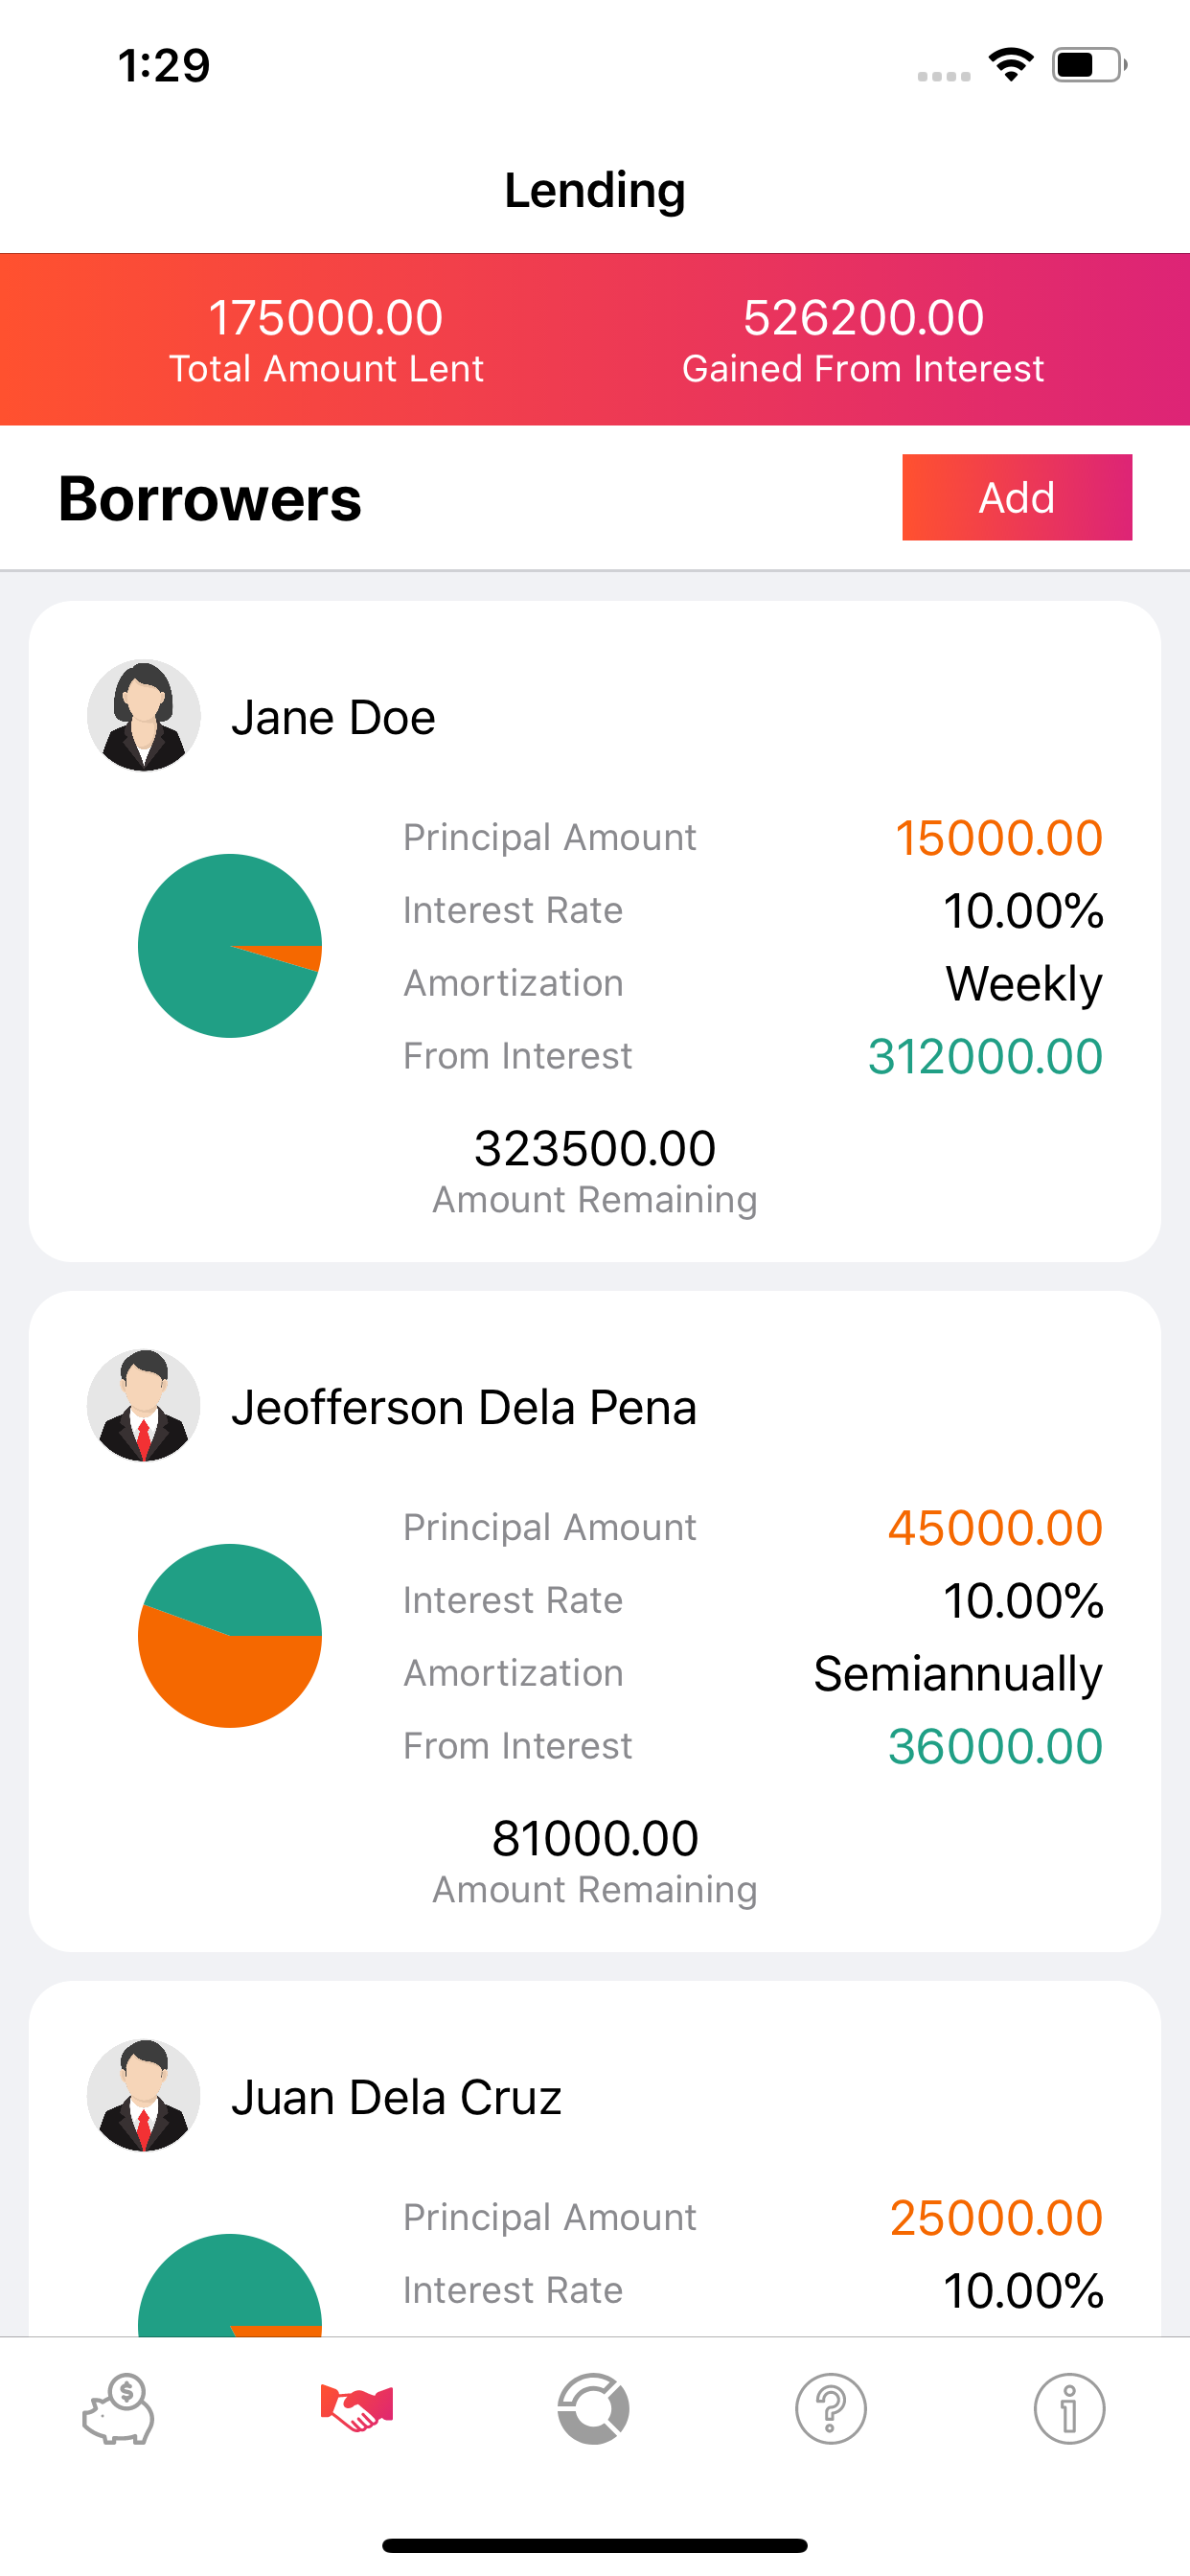 1:29
Lending
175000.00 526200.00
Total Amount Lent Gained From Interest
Borrowers Add
Jane Doe
Principal Amount 15000.00
Interest Rate 10.00%
Amortization Weekly
From Interest 312000.00
323500.00
Amount Remaining
Jeofferson Dela Pena
Principal Amount 45000.00
Interest Rate 10.00%
Amortization Semiannually
From Interest 36000.00
81000.00
Amount Remaining
Juan Dela Cruz
Principal Amount 25000.00
Interest Rate 10.00%